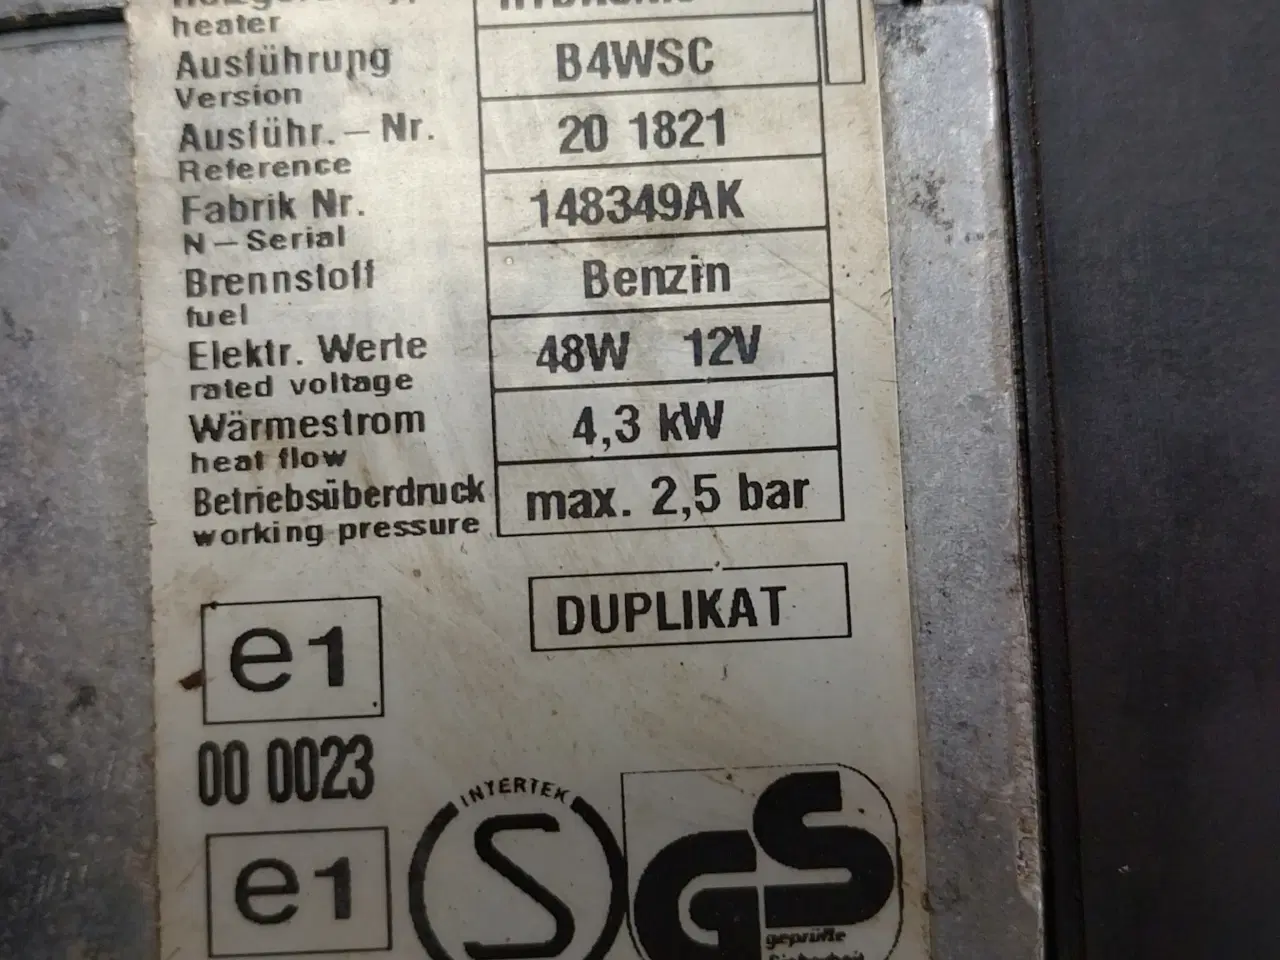 heater
Ausführung B4WSC
Version
Ausführ.-Nr. 20 1821
Reference
Fabrik Nr. 148349AK
N-Serial
Brennstoff Benzin
fuel
Elektr. Werte 48W 12V
rated voltage
Wärmestrom 4,3 kW
heat flow
Betriebsüberdruck max. 2,5 bar
working pressure
DUPLIKAT
e1
00 0023
INTERTEK
S
e1
GS
geprüfte